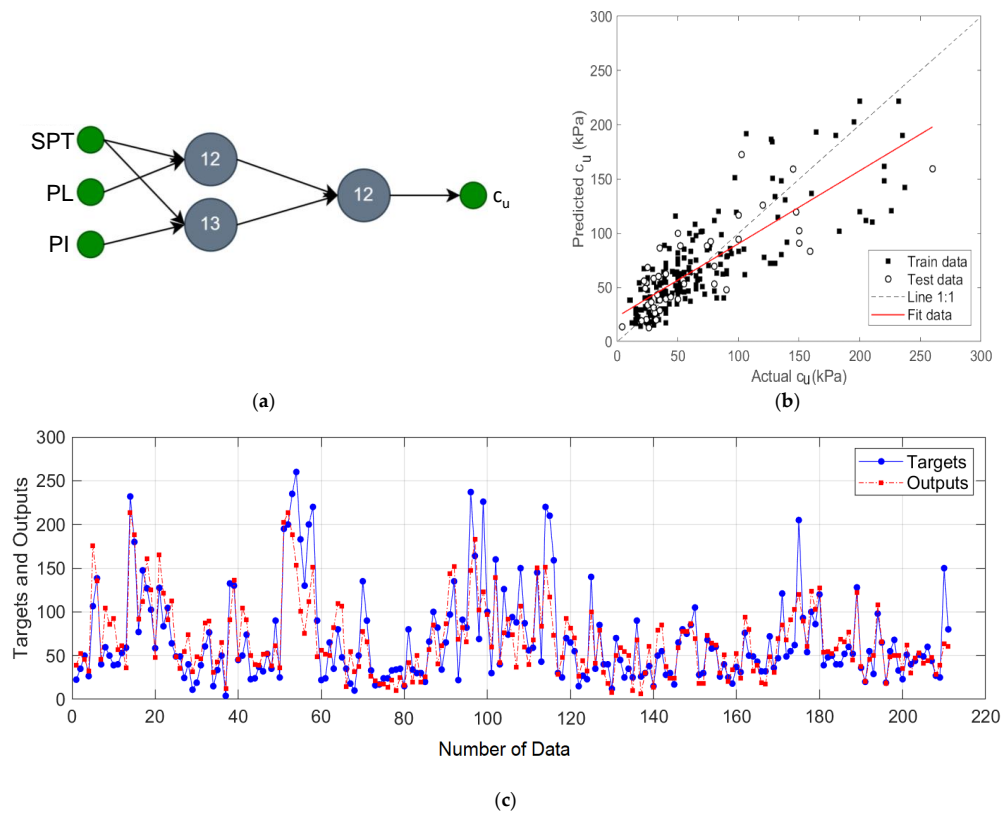 SPT
PL
PI
12
13
12
cu
(a)
Predicted cu (kPa)
300
250
200
150
100
50
0
Train data
Test data
Line 1:1
Fit data
0 50 100 150 200 250 300
Actual cu(kPa)
(b)
Targets and Outputs
300
250
200
150
100
50
0
Targets
Outputs
0 20 40 60 80 100 120 140 160 180 200 220
Number of Data
(c)